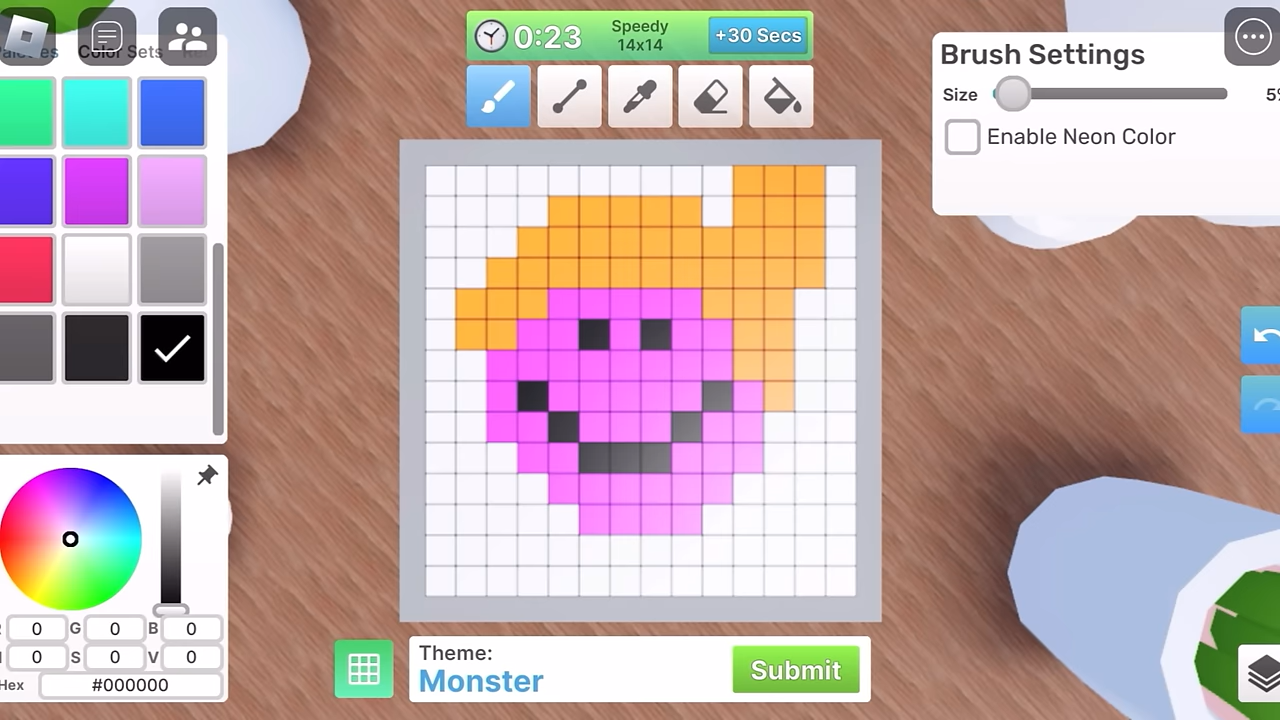 Color Sets
0:23
Speedy
14x14
+30 Secs
Brush Settings
Size
Enable Neon Color
0
G
0
B
0
0
S
0
V
0
Hex
#000000
Theme:
Monster
Submit